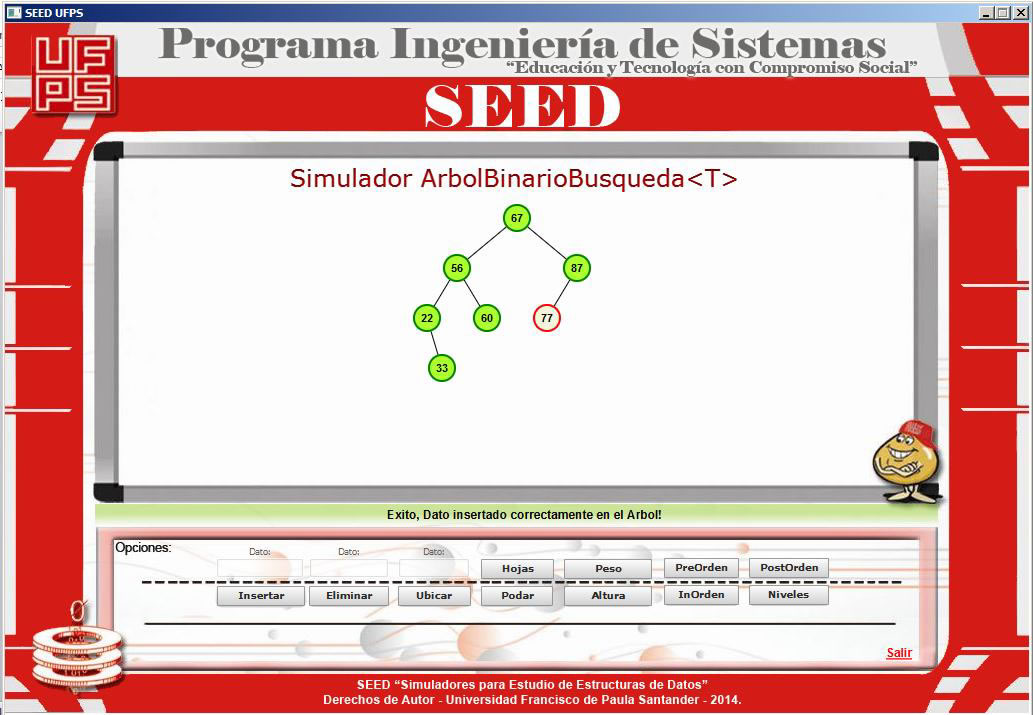 SEED UFPS
UFPS
Programa Ingeniería de Sistemas
“Educación y Tecnología con Compromiso Social”
SEED
Simulador ArbolBinarioBusqueda<T>
67
56 87
22 60 77
33
Exito, Dato insertado correctamente en el Arbol!
Opciones:
Dato: Dato: Dato:
Hojas Peso PreOrden PostOrden
Insertar Eliminar Ubicar Podar Altura InOrden Niveles
Salir
SEED “Simuladores para Estudio de Estructuras de Datos”
Derechos de Autor - Universidad Francisco de Paula Santander - 2014.